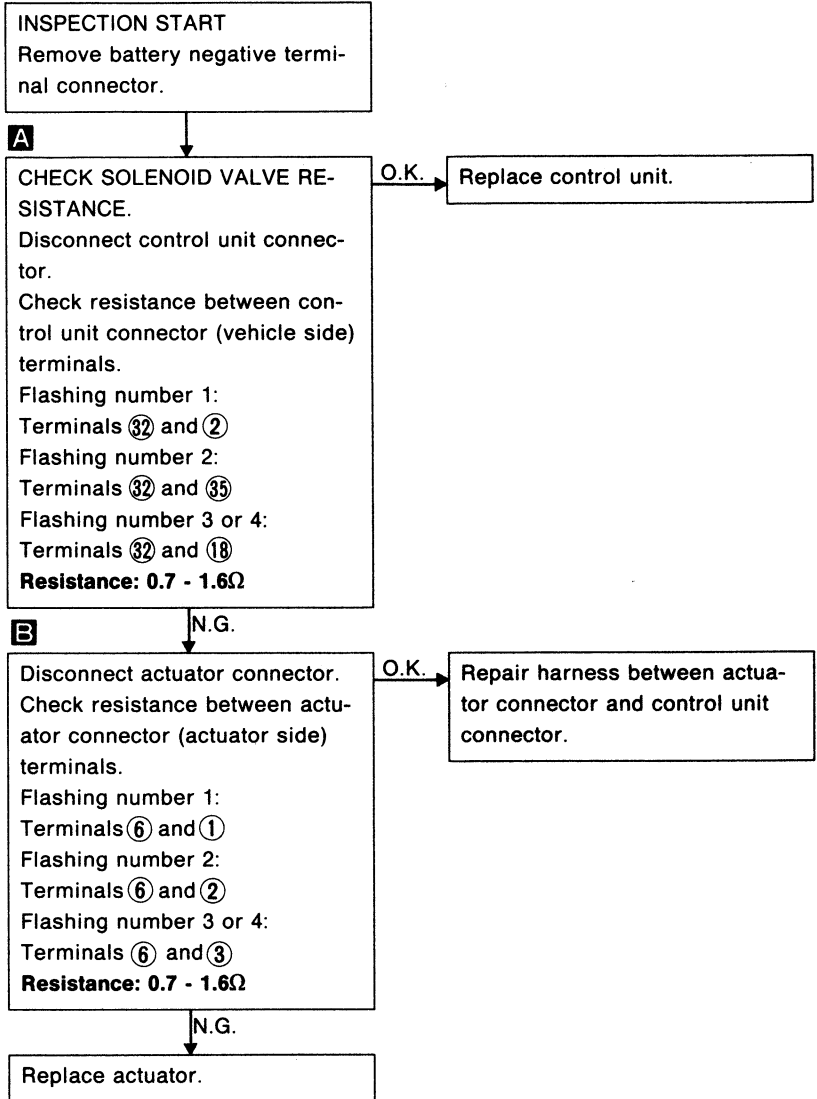 INSPECTION START
Remove battery negative termi-
nal connector.
A
CHECK SOLENOID VALVE RE-
SISTANCE.
Disconnect control unit connec-
tor.
Check resistance between con-
trol unit connector (vehicle side)
terminals.
Flashing number 1:
Terminals ㉜ and ②
Flashing number 2:
Terminals ㉜ and ㉟
Flashing number 3 or 4:
Terminals ㉜ and ⑱
Resistance: 0.7 - 1.6Ω
O.K.
Replace control unit.
N.G.
B
Disconnect actuator connector.
Check resistance between actu-
ator connector (actuator side)
terminals.
Flashing number 1:
Terminals ⑥ and ①
Flashing number 2:
Terminals ⑥ and ②
Flashing number 3 or 4:
Terminals ⑥ and ③
Resistance: 0.7 - 1.6Ω
O.K.
Repair harness between actua-
tor connector and control unit
connector.
N.G.
Replace actuator.